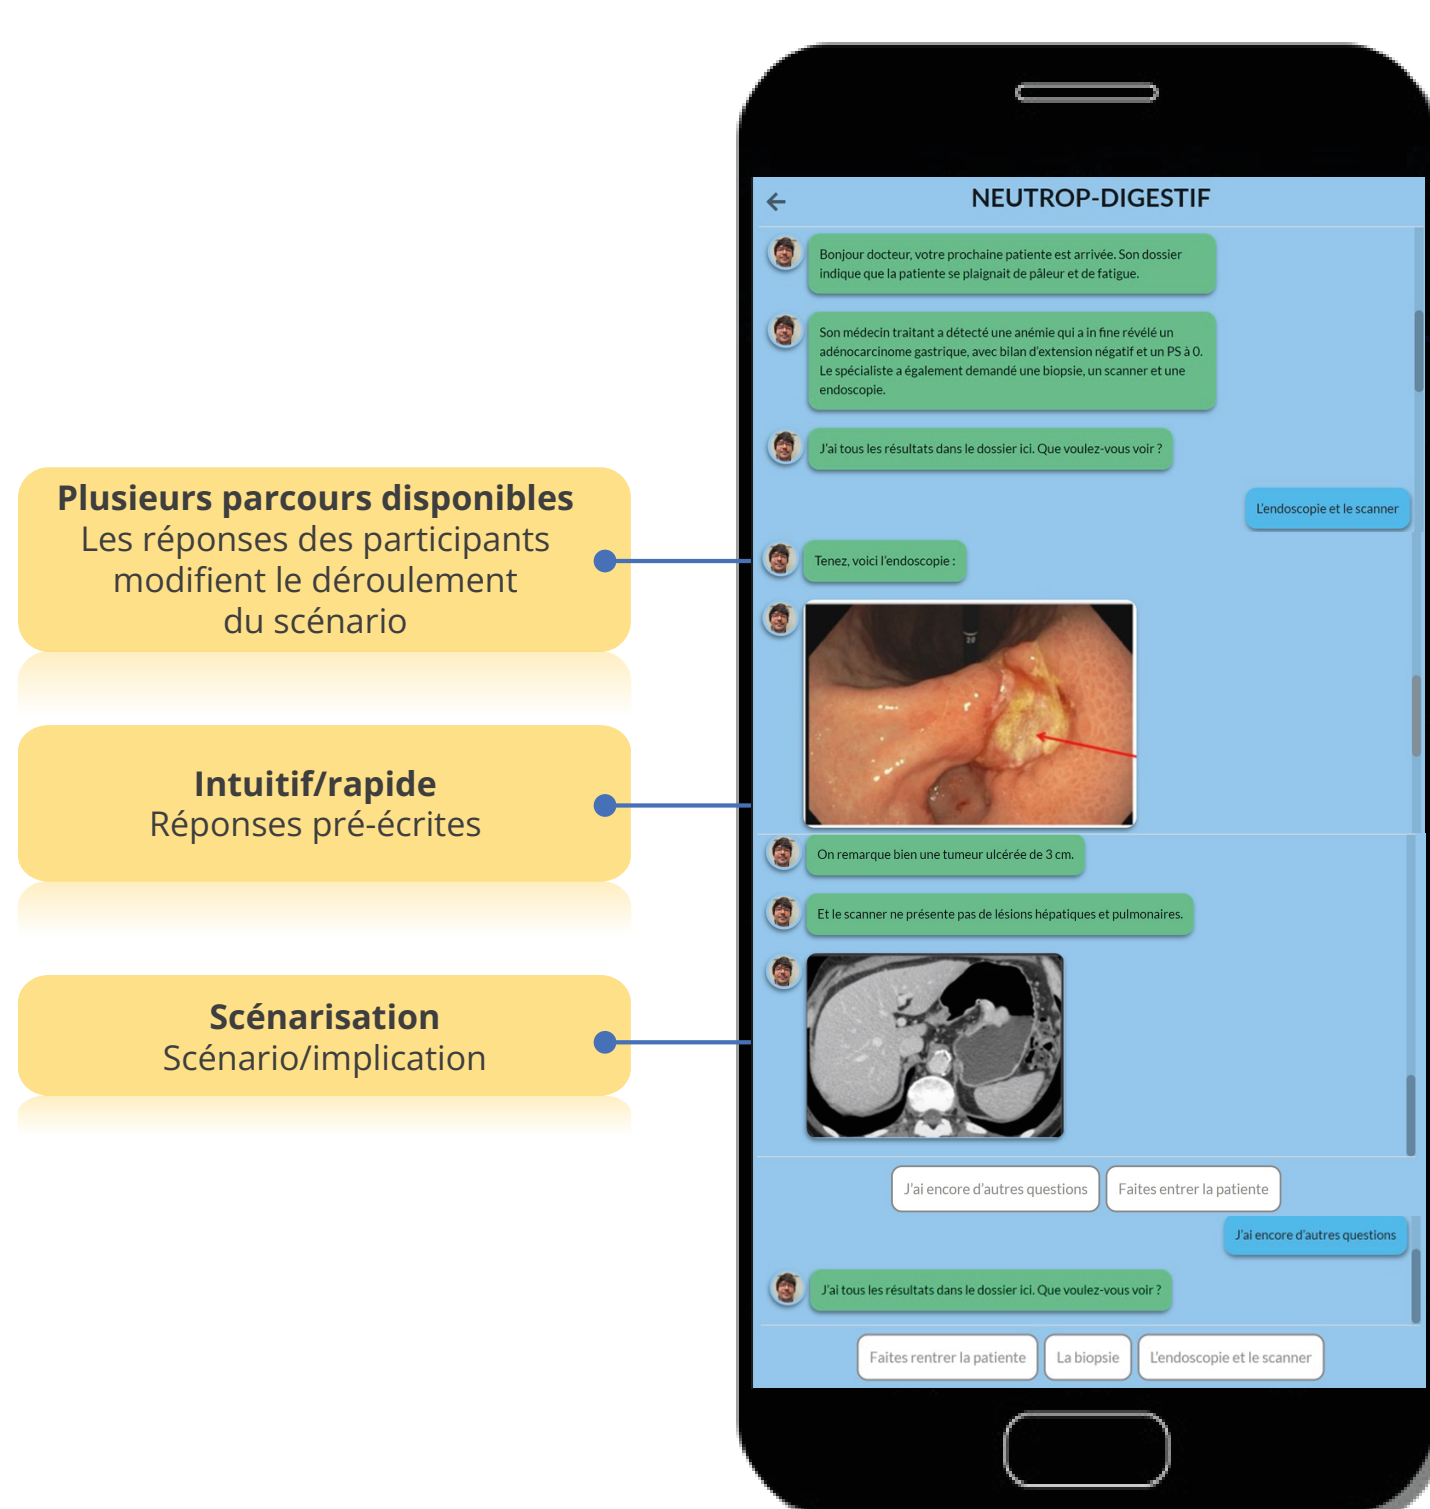 Plusieurs parcours disponibles
Les réponses des participants
modifient le déroulement
du scénario
Intuitif/rapide
Réponses pré-écrites
Scénarisation
Scénario/implication
NEUTROP-DIGESTIF
Bonjour docteur, votre prochaine patiente est arrivée. Son dossier
indique que la patiente se plaignait de pâleur et de fatigue.
Son médecin traitant a détecté une anémie qui a in fine révélé un
adénocarcinome gastrique, avec bilan d'extension négatif et un PS à 0.
Le spécialiste a également demandé une biopsie, un scanner et une
endoscopie.
J'ai tous les résultats dans le dossier ici. Que voulez-vous voir ?
L'endoscopie et le scanner
Tenez, voici l'endoscopie :
20
On remarque bien une tumeur ulcérée de 3 cm.
Et le scanner ne présente pas de lésions hépatiques et pulmonaires.
J'ai encore d'autres questions
Faites entrer la patiente
J'ai encore d'autres questions
J'ai tous les résultats dans le dossier ici. Que voulez-vous voir ?
Faites rentrer la patiente
La biopsie
L'endoscopie et le scanner